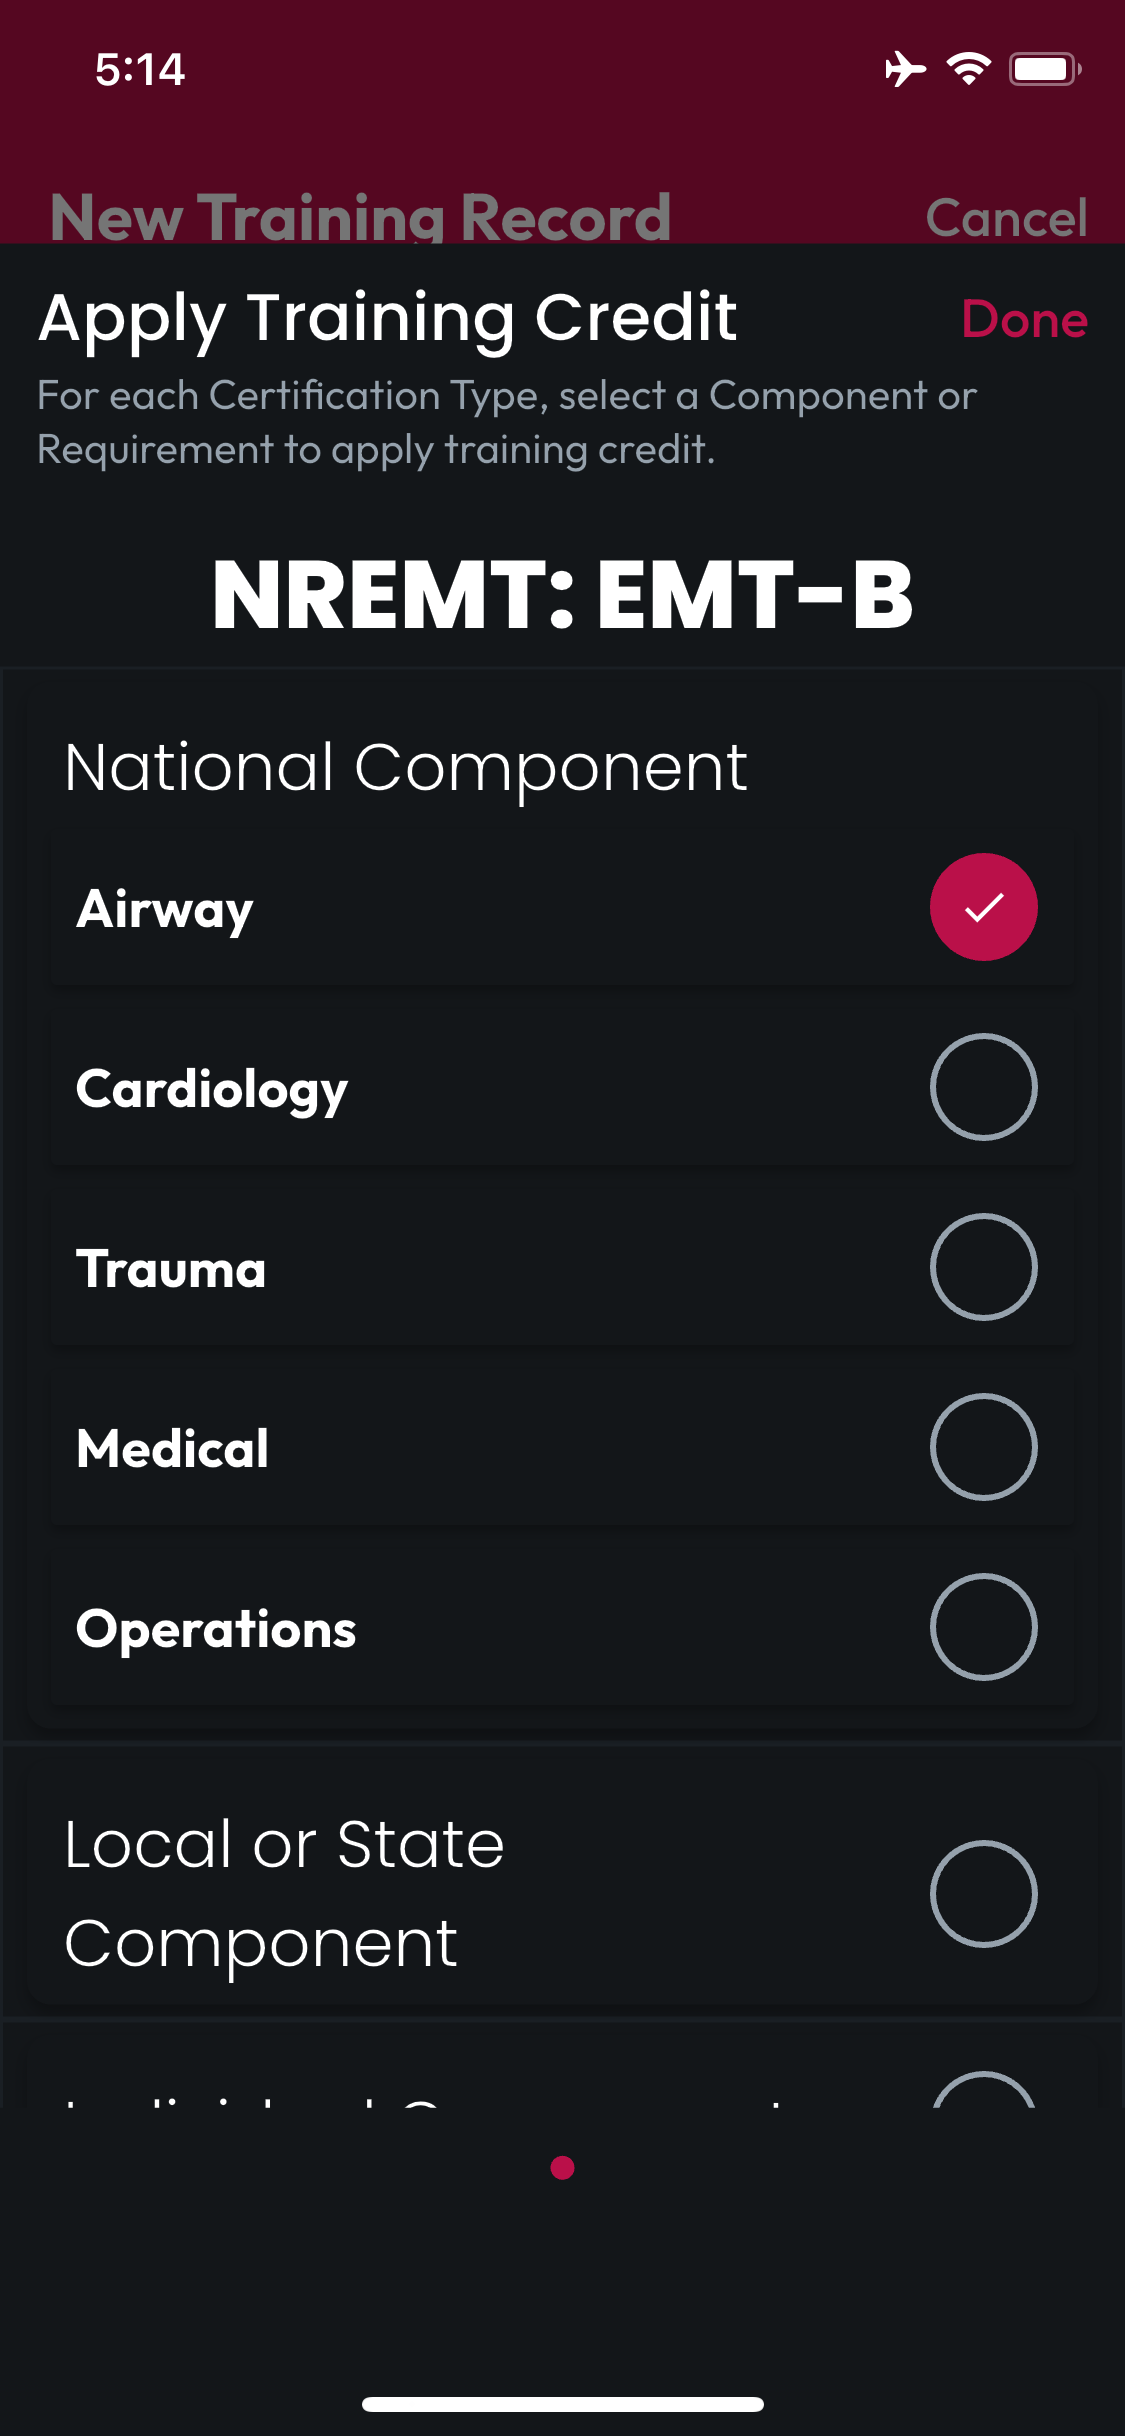 5:14
New Training Record
Cancel
Apply Training Credit
Done
For each Certification Type, select a Component or
Requirement to apply training credit.
NREMT: EMT-B
National Component
Airway
Cardiology
Trauma
Medical
Operations
Local or State
Component